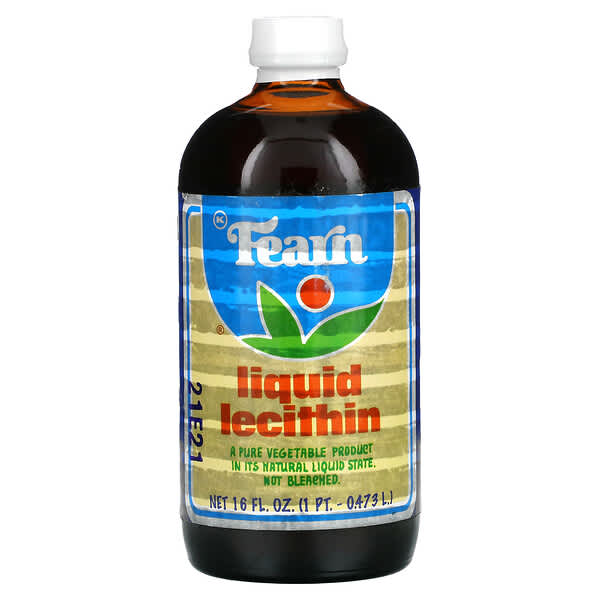 K
Fearn
®
liquid
lecithin
A PURE VEGETABLE PRODUCT
IN ITS NATURAL LIQUID STATE.
NOT BLEACHED.
NET 16 FL. OZ. (1 PT. - 0.473 L.)
21E21